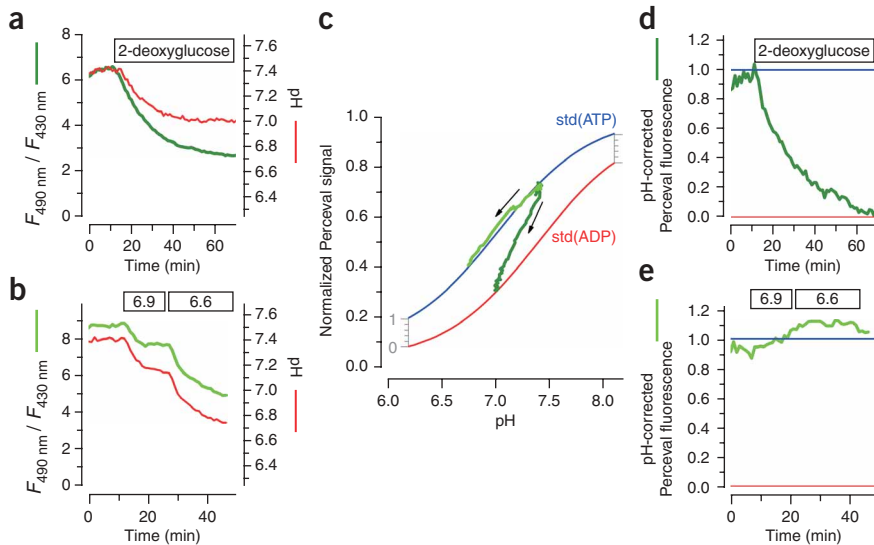 a
8
6
4
2
0
F490 nm / F430 nm
2-deoxyglucose
7.6
7.4
7.2
7.0
6.8
6.6
6.4
pH
0 20 40 60
Time (min)
b
8
6
4
2
0
F490 nm / F430 nm
6.9 6.6
7.6
7.4
7.2
7.0
6.8
6.6
6.4
pH
0 20 40
Time (min)
c
1.0
0.8
0.6
0.4
0.2
0.0
Normalized Perceval signal
std(ATP)
std(ADP)
1
0
6.0 6.5 7.0 7.5 8.0
pH
d
1.2
1.0
0.8
0.6
0.4
0.2
0.0
pH-corrected
Perceval fluorescence
2-deoxyglucose
0 20 40 60
Time (min)
e
1.2
1.0
0.8
0.6
0.4
0.2
0.0
pH-corrected
Perceval fluorescence
6.9 6.6
0 20 40
Time (min)